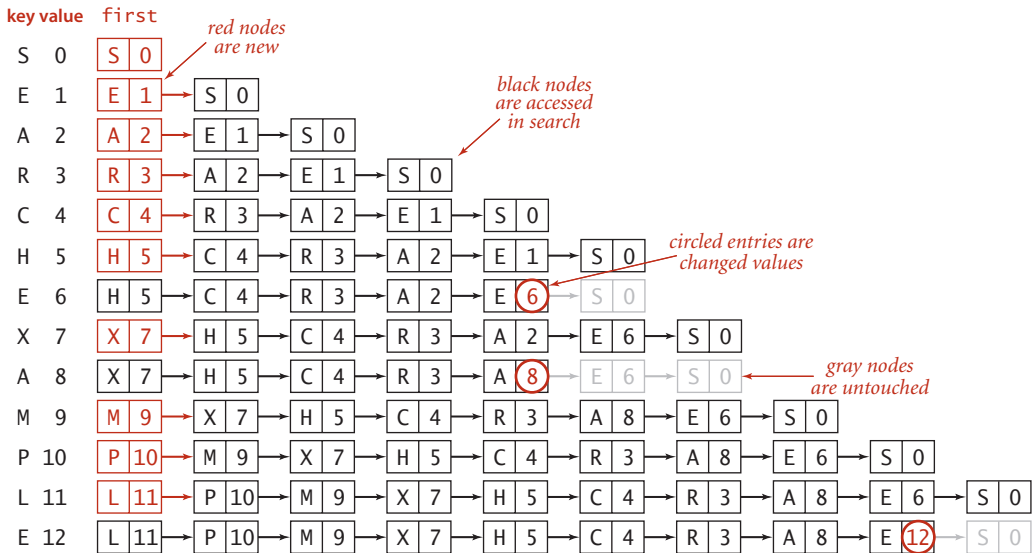 key value first
red nodes
are new
S 0 S 0
E 1 E 1 S 0
black nodes
are accessed
in search
A 2 A 2 E 1 S 0
R 3 R 3 A 2 E 1 S 0
C 4 C 4 R 3 A 2 E 1 S 0
circled entries are
changed values
H 5 H 5 C 4 R 3 A 2 E 1 S 0
E 6 H 5 C 4 R 3 A 2 E 6 S 0
X 7 X 7 H 5 C 4 R 3 A 2 E 6 S 0
gray nodes
are untouched
A 8 X 7 H 5 C 4 R 3 A 8 E 6 S 0
M 9 M 9 X 7 H 5 C 4 R 3 A 8 E 6 S 0
P 10 P 10 M 9 X 7 H 5 C 4 R 3 A 8 E 6 S 0
L 11 L 11 P 10 M 9 X 7 H 5 C 4 R 3 A 8 E 6 S 0
E 12 L 11 P 10 M 9 X 7 H 5 C 4 R 3 A 8 E 12 S 0